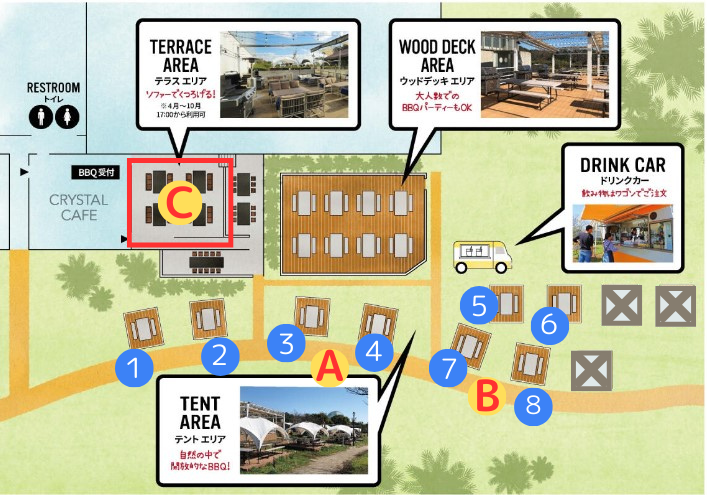 RESTROOM
トイレ
TERRACE
AREA
テラス エリア
ソファーでくつろげる!
※4月〜10月
17:00から利用可
WOOD DECK
AREA
ウッドデッキ エリア
大人数での
BBQパーティーもOK
DRINK CAR
ドリンクカー
飲み物はワゴンでご注文
BBQ受付
CRYSTAL
CAFE
C
1
2
3
4
5
6
7
8
A
B
TENT
AREA
テント エリア
自然の中で
開放的なBBQ!